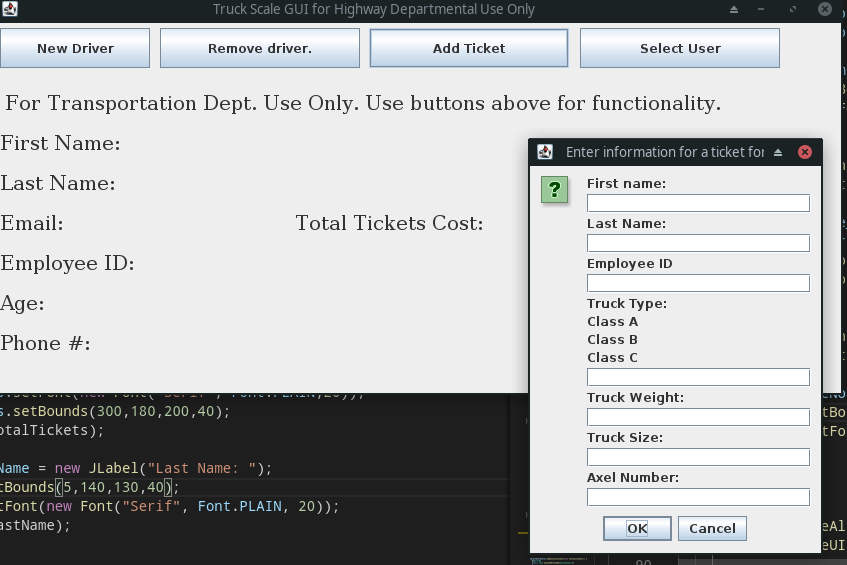 Truck Scale GUI for Highway Departmental Use Only
New Driver
Remove driver.
Add Ticket
Select User
For Transportation Dept. Use Only. Use buttons above for functionality.
First Name:
Last Name:
Email:
Total Tickets Cost:
Employee ID:
Age:
Phone #:
Enter information for a ticket for
?
First name:
Last Name:
Employee ID
Truck Type:
Class A
Class B
Class C
Truck Weight:
Truck Size:
Axel Number:
OK
Cancel
s.setBounds(300,180,200,40);
otalTickets);
Name = new JLabel("Last Name: ");
tBounds(5,140,130,40);
tFont(new Font("Serif", Font.PLAIN, 20));
astName);
tBo
tFo
eAl
eUI
90